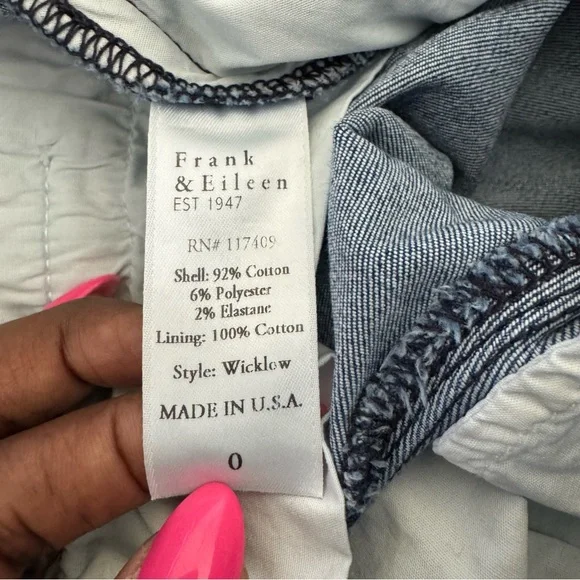 Frank
& Eileen
EST 1947
RN# 117409
Shell: 92% Cotton
6% Polyester
2% Elastane
Lining: 100% Cotton
Style: Wicklow
MADE IN U.S.A.
0